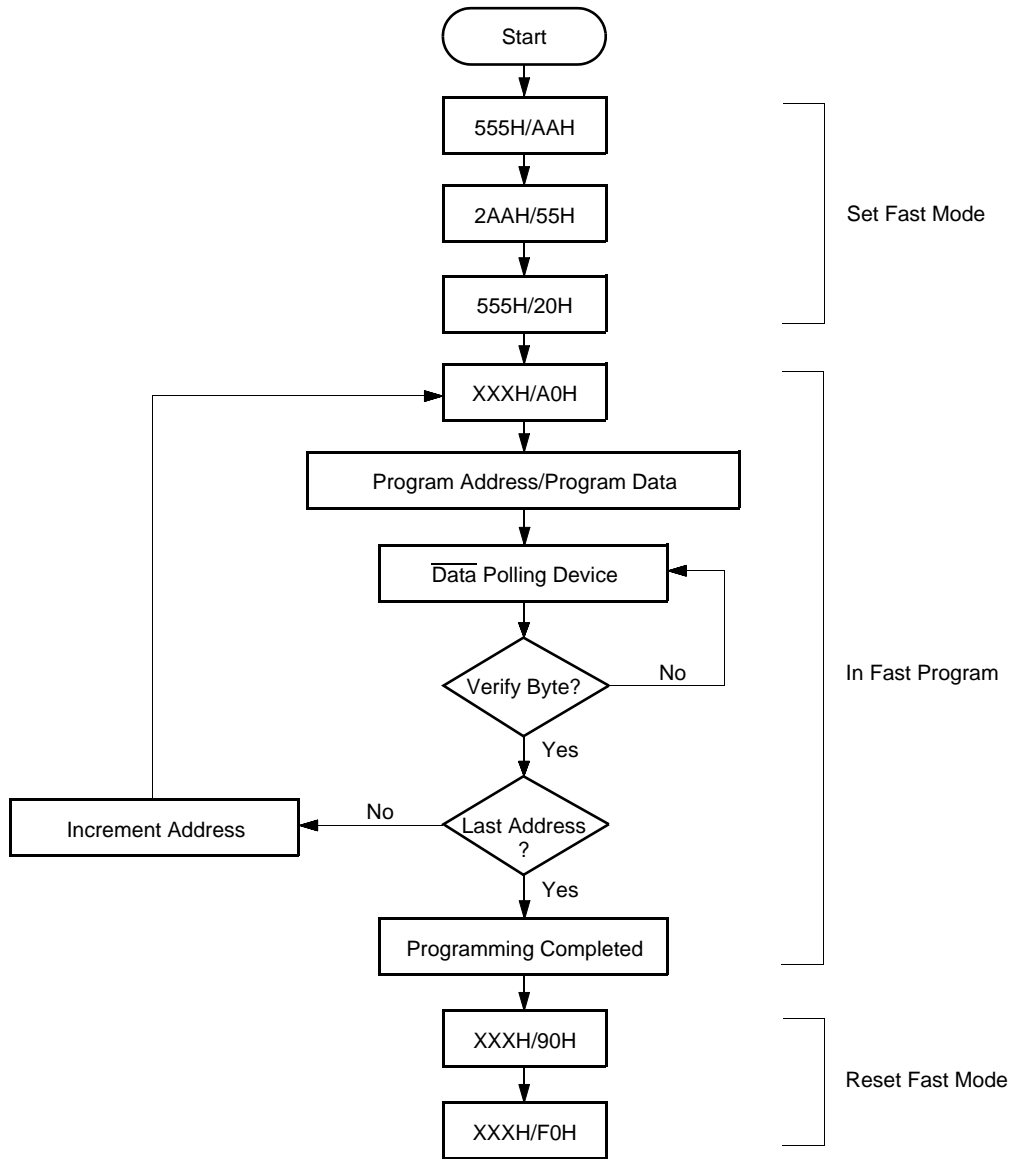 Start
555H/AAH
2AAH/55H
Set Fast Mode
555H/20H
XXXH/A0H
Program Address/Program Data
Data Polling Device
Verify Byte?
No
In Fast Program
Yes
Increment Address
No
Last Address
?
Yes
Programming Completed
XXXH/90H
Reset Fast Mode
XXXH/F0H